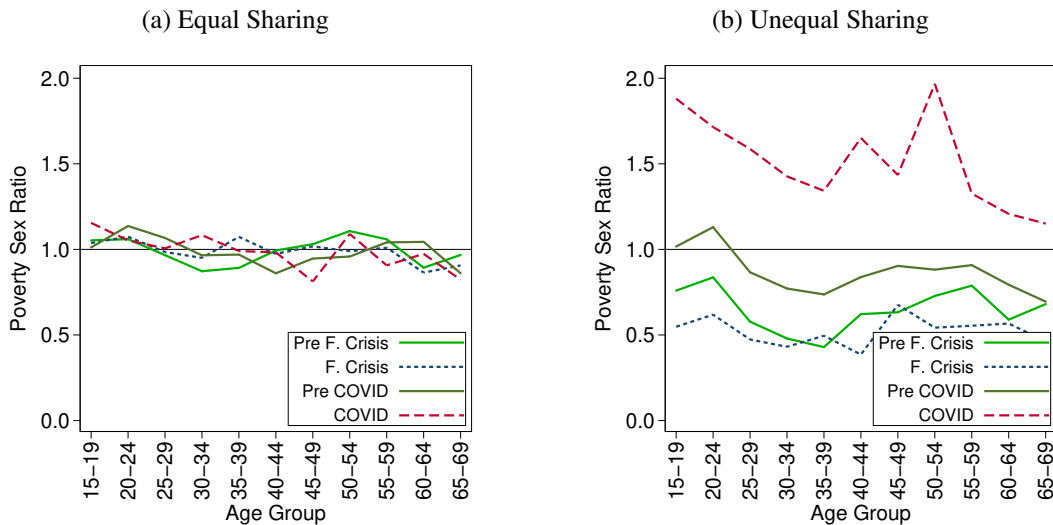 (a) Equal Sharing
2.0
1.5
1.0
0.5
0.0
Poverty Sex Ratio
Pre F. Crisis
F. Crisis
Pre COVID
COVID
15−19
20−24
25−29
30−34
35−39
40−44
45−49
50−54
55−59
60−64
65−69
Age Group
(b) Unequal Sharing
2.0
1.5
1.0
0.5
0.0
Poverty Sex Ratio
Pre F. Crisis
F. Crisis
Pre COVID
COVID
15−19
20−24
25−29
30−34
35−39
40−44
45−49
50−54
55−59
60−64
65−69
Age Group